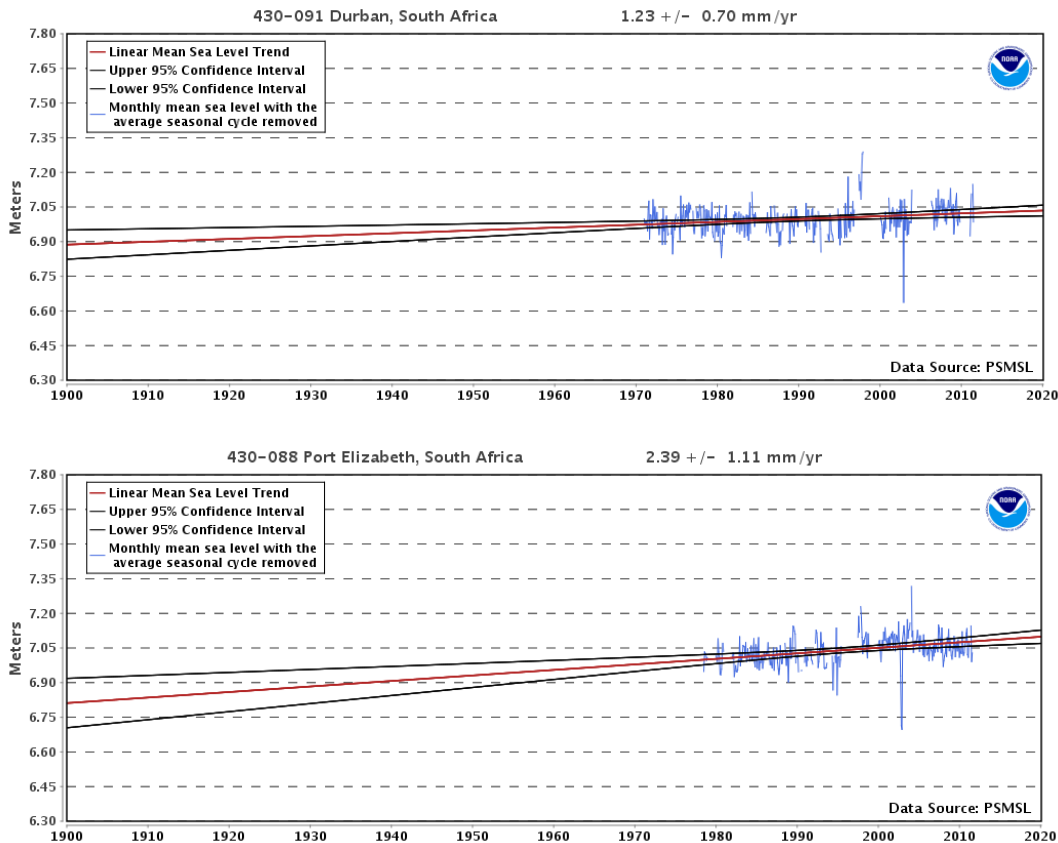 430−091 Durban, South Africa 1.23 +/− 0.70 mm/yr
7.80
7.65
7.50
7.35
7.20
7.05
6.90
6.75
6.60
6.45
6.30
Meters
Linear Mean Sea Level Trend
Upper 95% Confidence Interval
Lower 95% Confidence Interval
Monthly mean sea level with the
average seasonal cycle removed
NOAA
Data Source: PSMSL
1900 1910 1920 1930 1940 1950 1960 1970 1980 1990 2000 2010 2020
430−088 Port Elizabeth, South Africa 2.39 +/− 1.11 mm/yr
7.80
7.65
7.50
7.35
7.20
7.05
6.90
6.75
6.60
6.45
6.30
Meters
Linear Mean Sea Level Trend
Upper 95% Confidence Interval
Lower 95% Confidence Interval
Monthly mean sea level with the
average seasonal cycle removed
NOAA
Data Source: PSMSL
1900 1910 1920 1930 1940 1950 1960 1970 1980 1990 2000 2010 2020